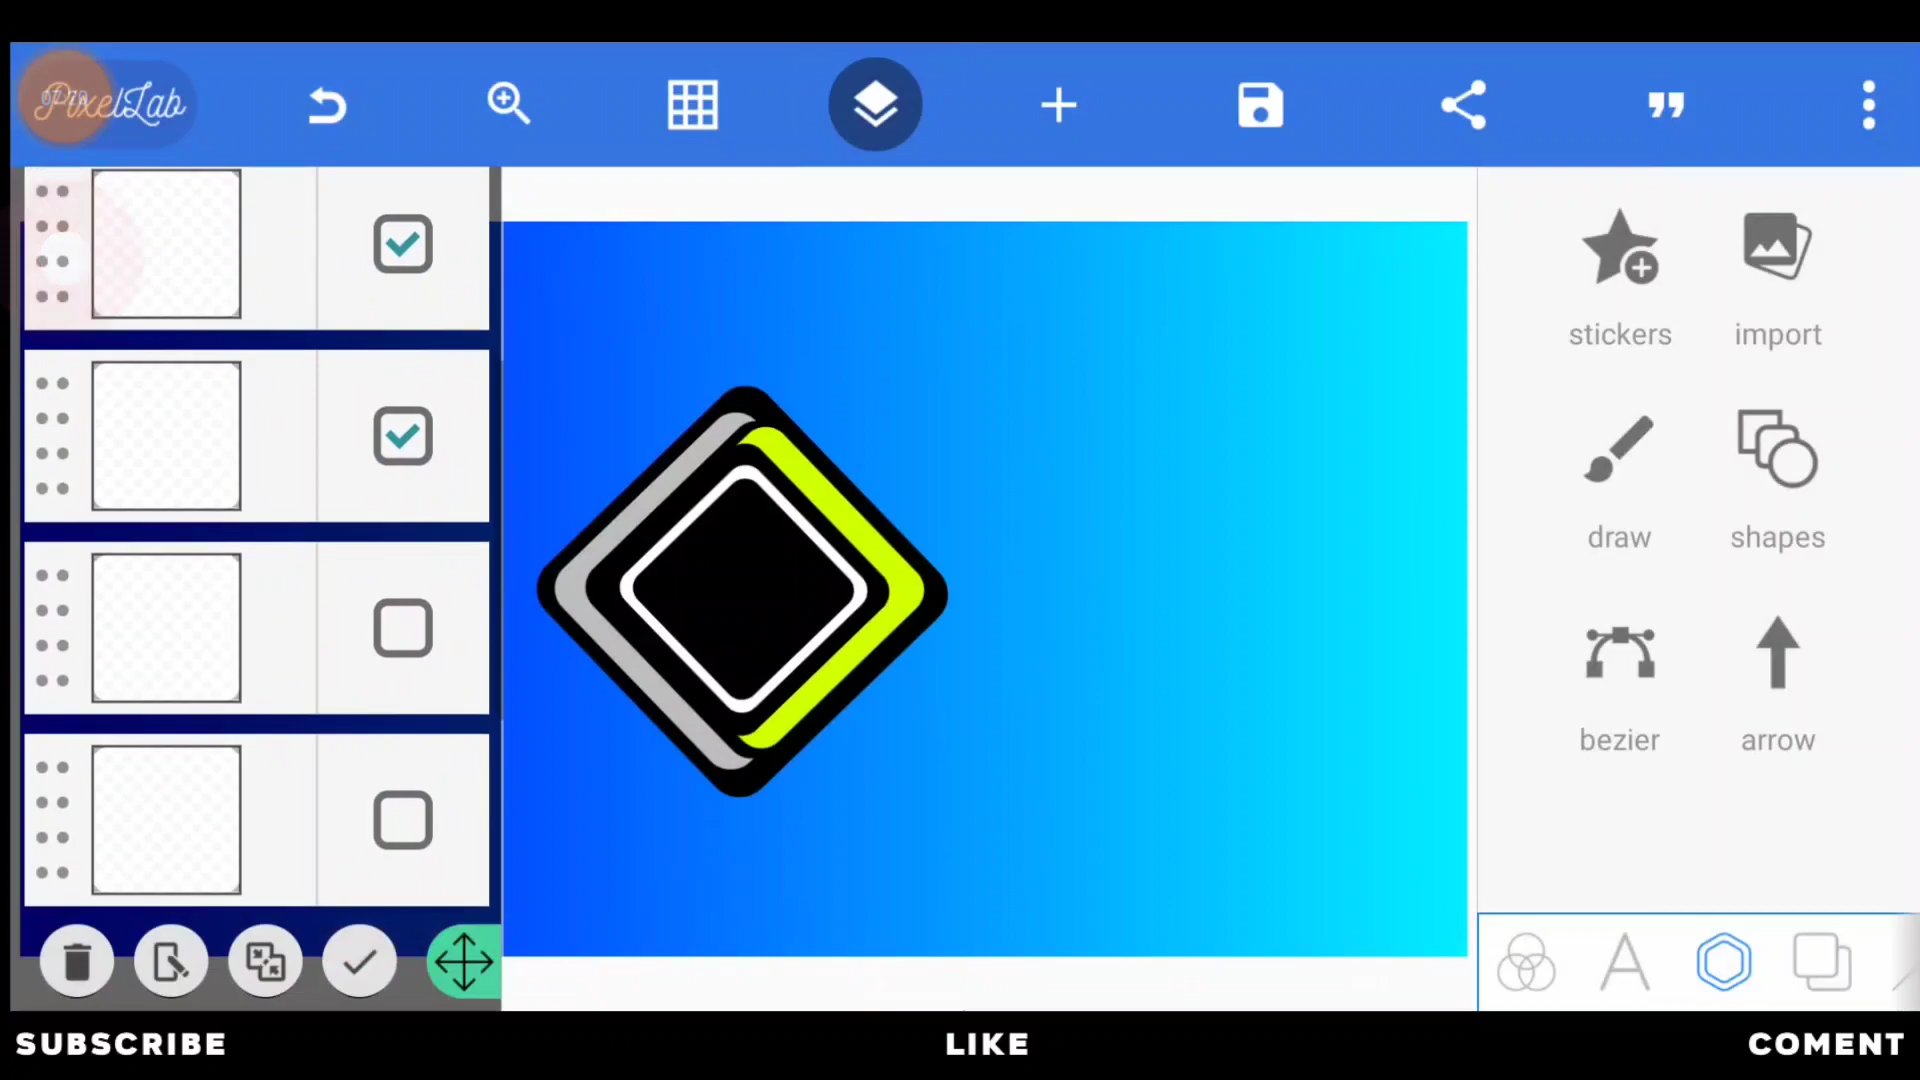 PixelLab
stickers
import
draw
shapes
bezier
arrow
SUBSCRIBE
LIKE
COMENT